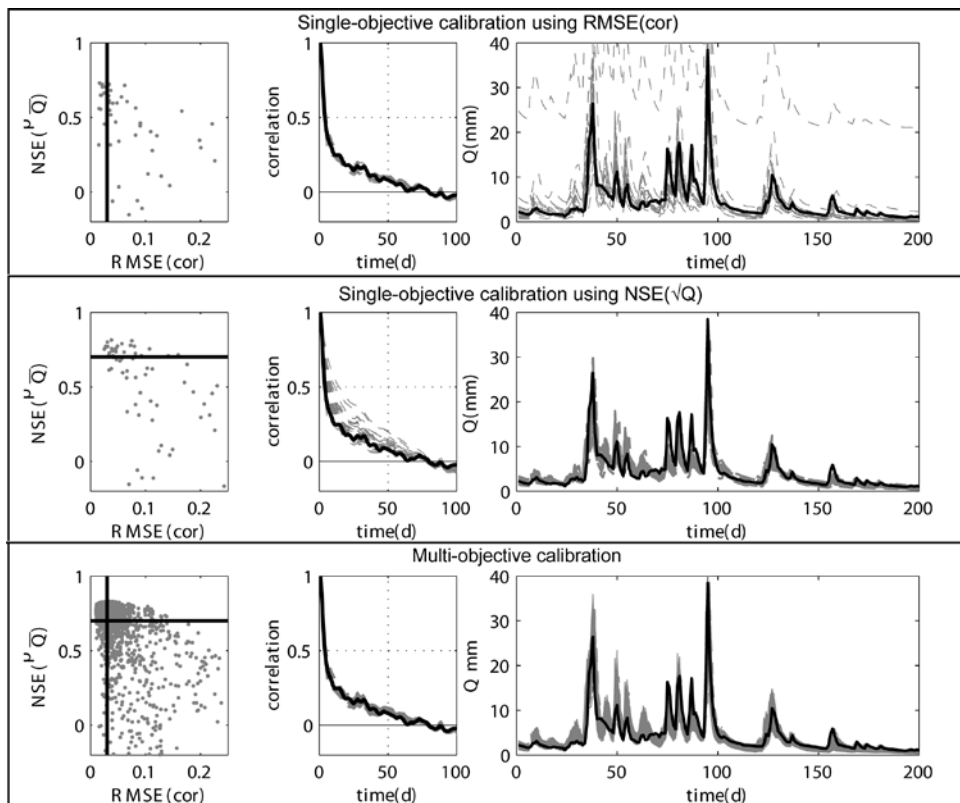 Single-objective calibration using RMSE(cor)
1
0.5
0
NSE(µ Q)
0 0.1 0.2
RMSE(cor)
1
0.5
0
correlation
0 50 100
time(d)
40
30
20
10
0
Q(mm)
0 50 100 150 200
time(d)
Single-objective calibration using NSE(√Q)
1
0.5
0
NSE(µ Q)
0 0.1 0.2
RMSE(cor)
1
0.5
0
correlation
0 50 100
time(d)
40
30
20
10
0
Q(mm)
0 50 100 150 200
time(d)
Multi-objective calibration
1
0.5
0
NSE(µ Q)
0 0.1 0.2
RMSE(cor)
1
0.5
0
correlation
0 50 100
time(d)
40
30
20
10
0
Q mm)
0 50 100 150 200
time(d)